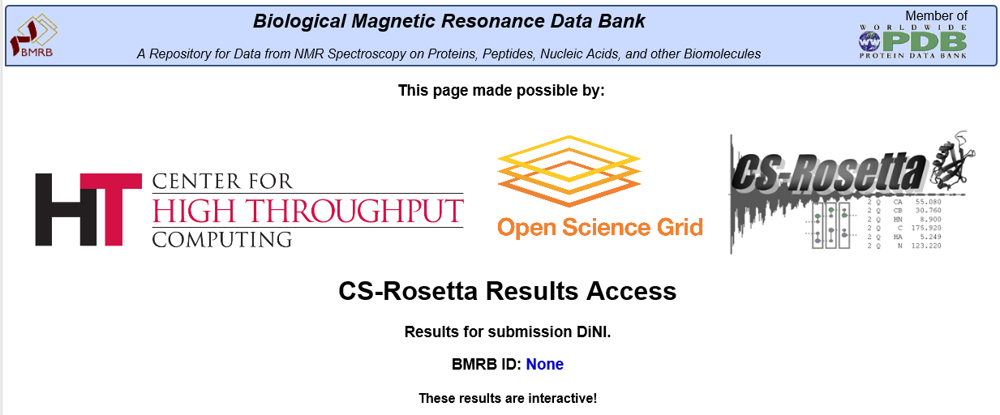 Biological Magnetic Resonance Data Bank
A Repository for Data from NMR Spectroscopy on Proteins, Peptides, Nucleic Acids, and other Biomolecules
BMRB
Member of
WORLDWIDE
PDB
PROTEIN DATA BANK
This page made possible by:
HT
CENTER FOR
HIGH THROUGHPUT
COMPUTING
Open Science Grid
CS-Rosetta
2 Q CA 55.080
2 Q CB 30.760
2 Q HN 8.900
2 Q C 175.920
2 Q HA 5.249
2 Q N 123.220
CS-Rosetta Results Access
Results for submission DiNI.
BMRB ID: None
These results are interactive!